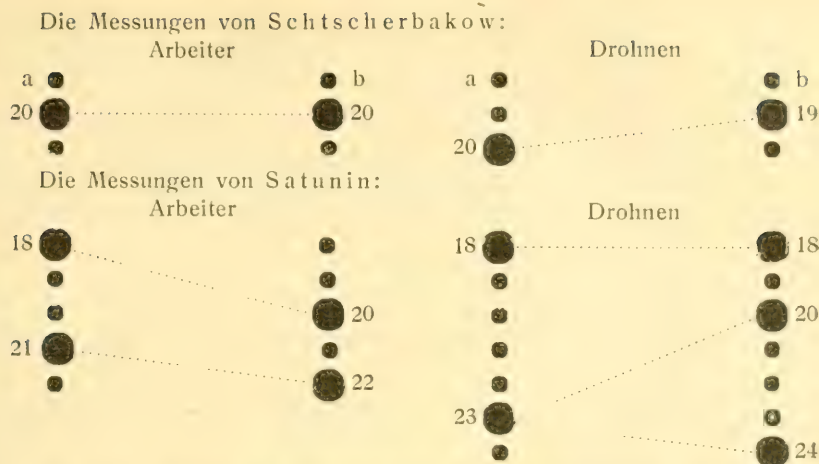 Die Messungen von Schtscherbakow:
Arbeiter Drohnen
a b a b
20 20 19
20
Die Messungen von Satunin:
Arbeiter Drohnen
18 18 18
20 20
21
22
23
24